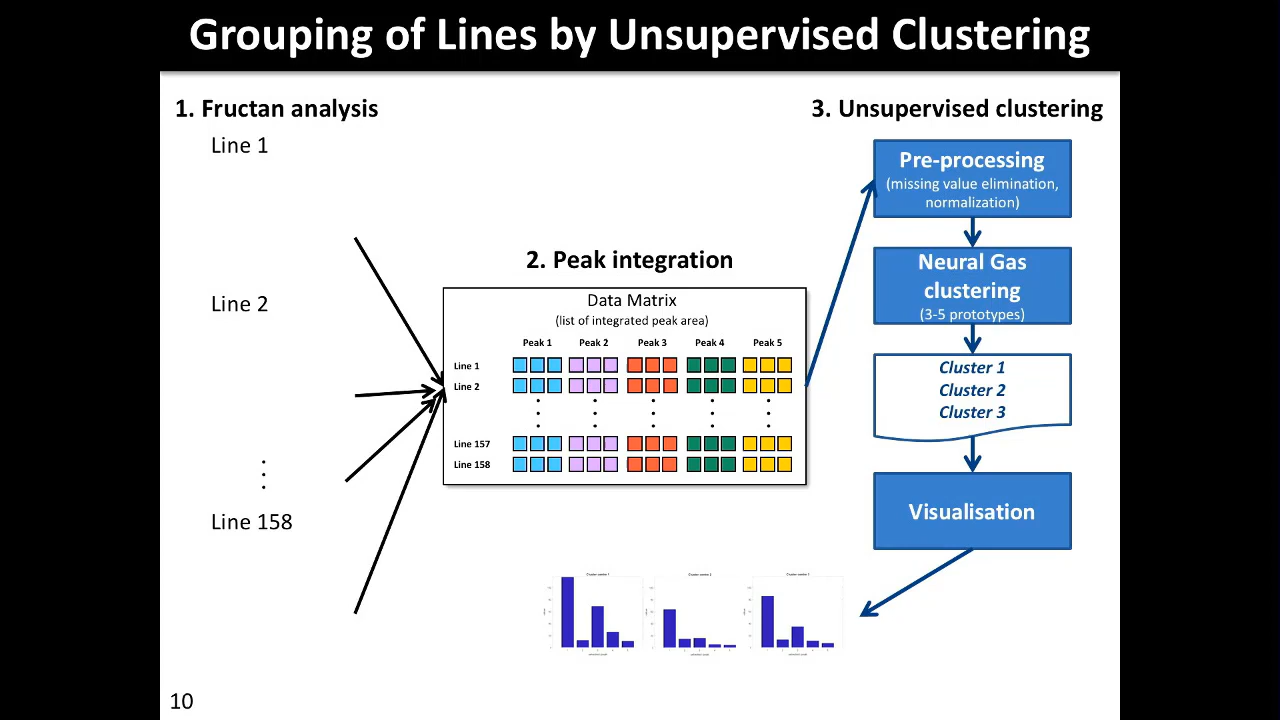 Grouping of Lines by Unsupervised Clustering
1. Fructan analysis
Line 1
Line 2
Line 158
2. Peak integration
Data Matrix
(list of integrated peak area)
Peak 1 Peak 2 Peak 3 Peak 4 Peak 5
Line 1
Line 2
Line 157
Line 158
3. Unsupervised clustering
Pre-processing
(missing value elimination,
normalization)
Neural Gas
clustering
(3-5 prototypes)
Cluster 1
Cluster 2
Cluster 3
Visualisation
10